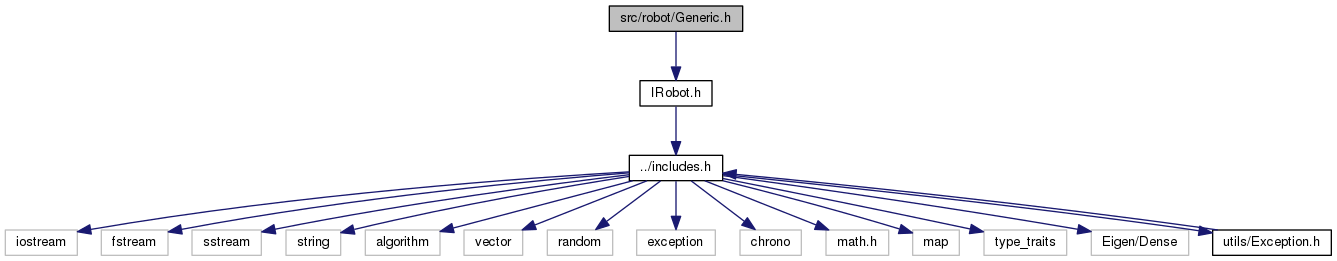 src/robot/Generic.h
IRobot.h
../includes.h
iostream
fstream
sstream
string
algorithm
vector
random
exception
chrono
math.h
map
type_traits
Eigen/Dense
utils/Exception.h